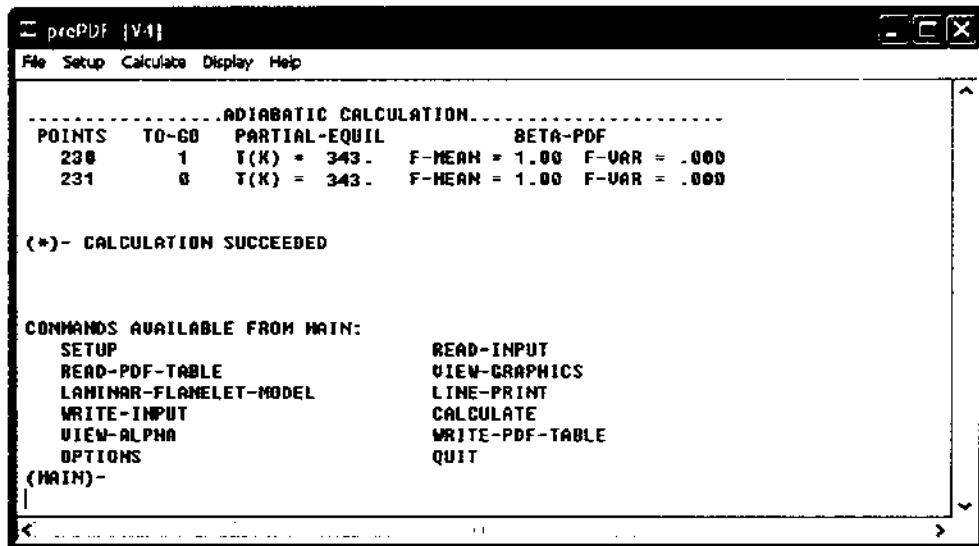 prePDF [V4]
File Setup Calculate Display Help
..................ADIABATIC CALCULATION.......................
POINTS TO-GO PARTIAL-EQUIL BETA-PDF
230 1 T(K) = 343. F-MEAN = 1.00 F-VAR = .000
231 0 T(K) = 343. F-MEAN = 1.00 F-VAR = .000
(*)- CALCULATION SUCCEEDED
COMMANDS AVAILABLE FROM MAIN:
SETUP READ-INPUT
READ-PDF-TABLE VIEW-GRAPHICS
LAMINAR-FLAMELET-MODEL LINE-PRINT
WRITE-INPUT CALCULATE
VIEW-ALPHA WRITE-PDF-TABLE
OPTIONS QUIT
(MAIN)-